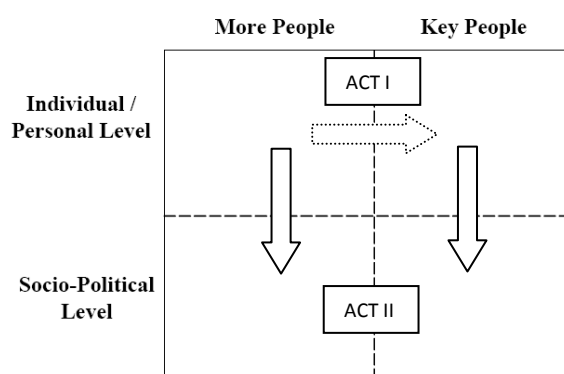 More People
Key People
ACT I
Individual /
Personal Level
Socio-Political
Level
ACT II